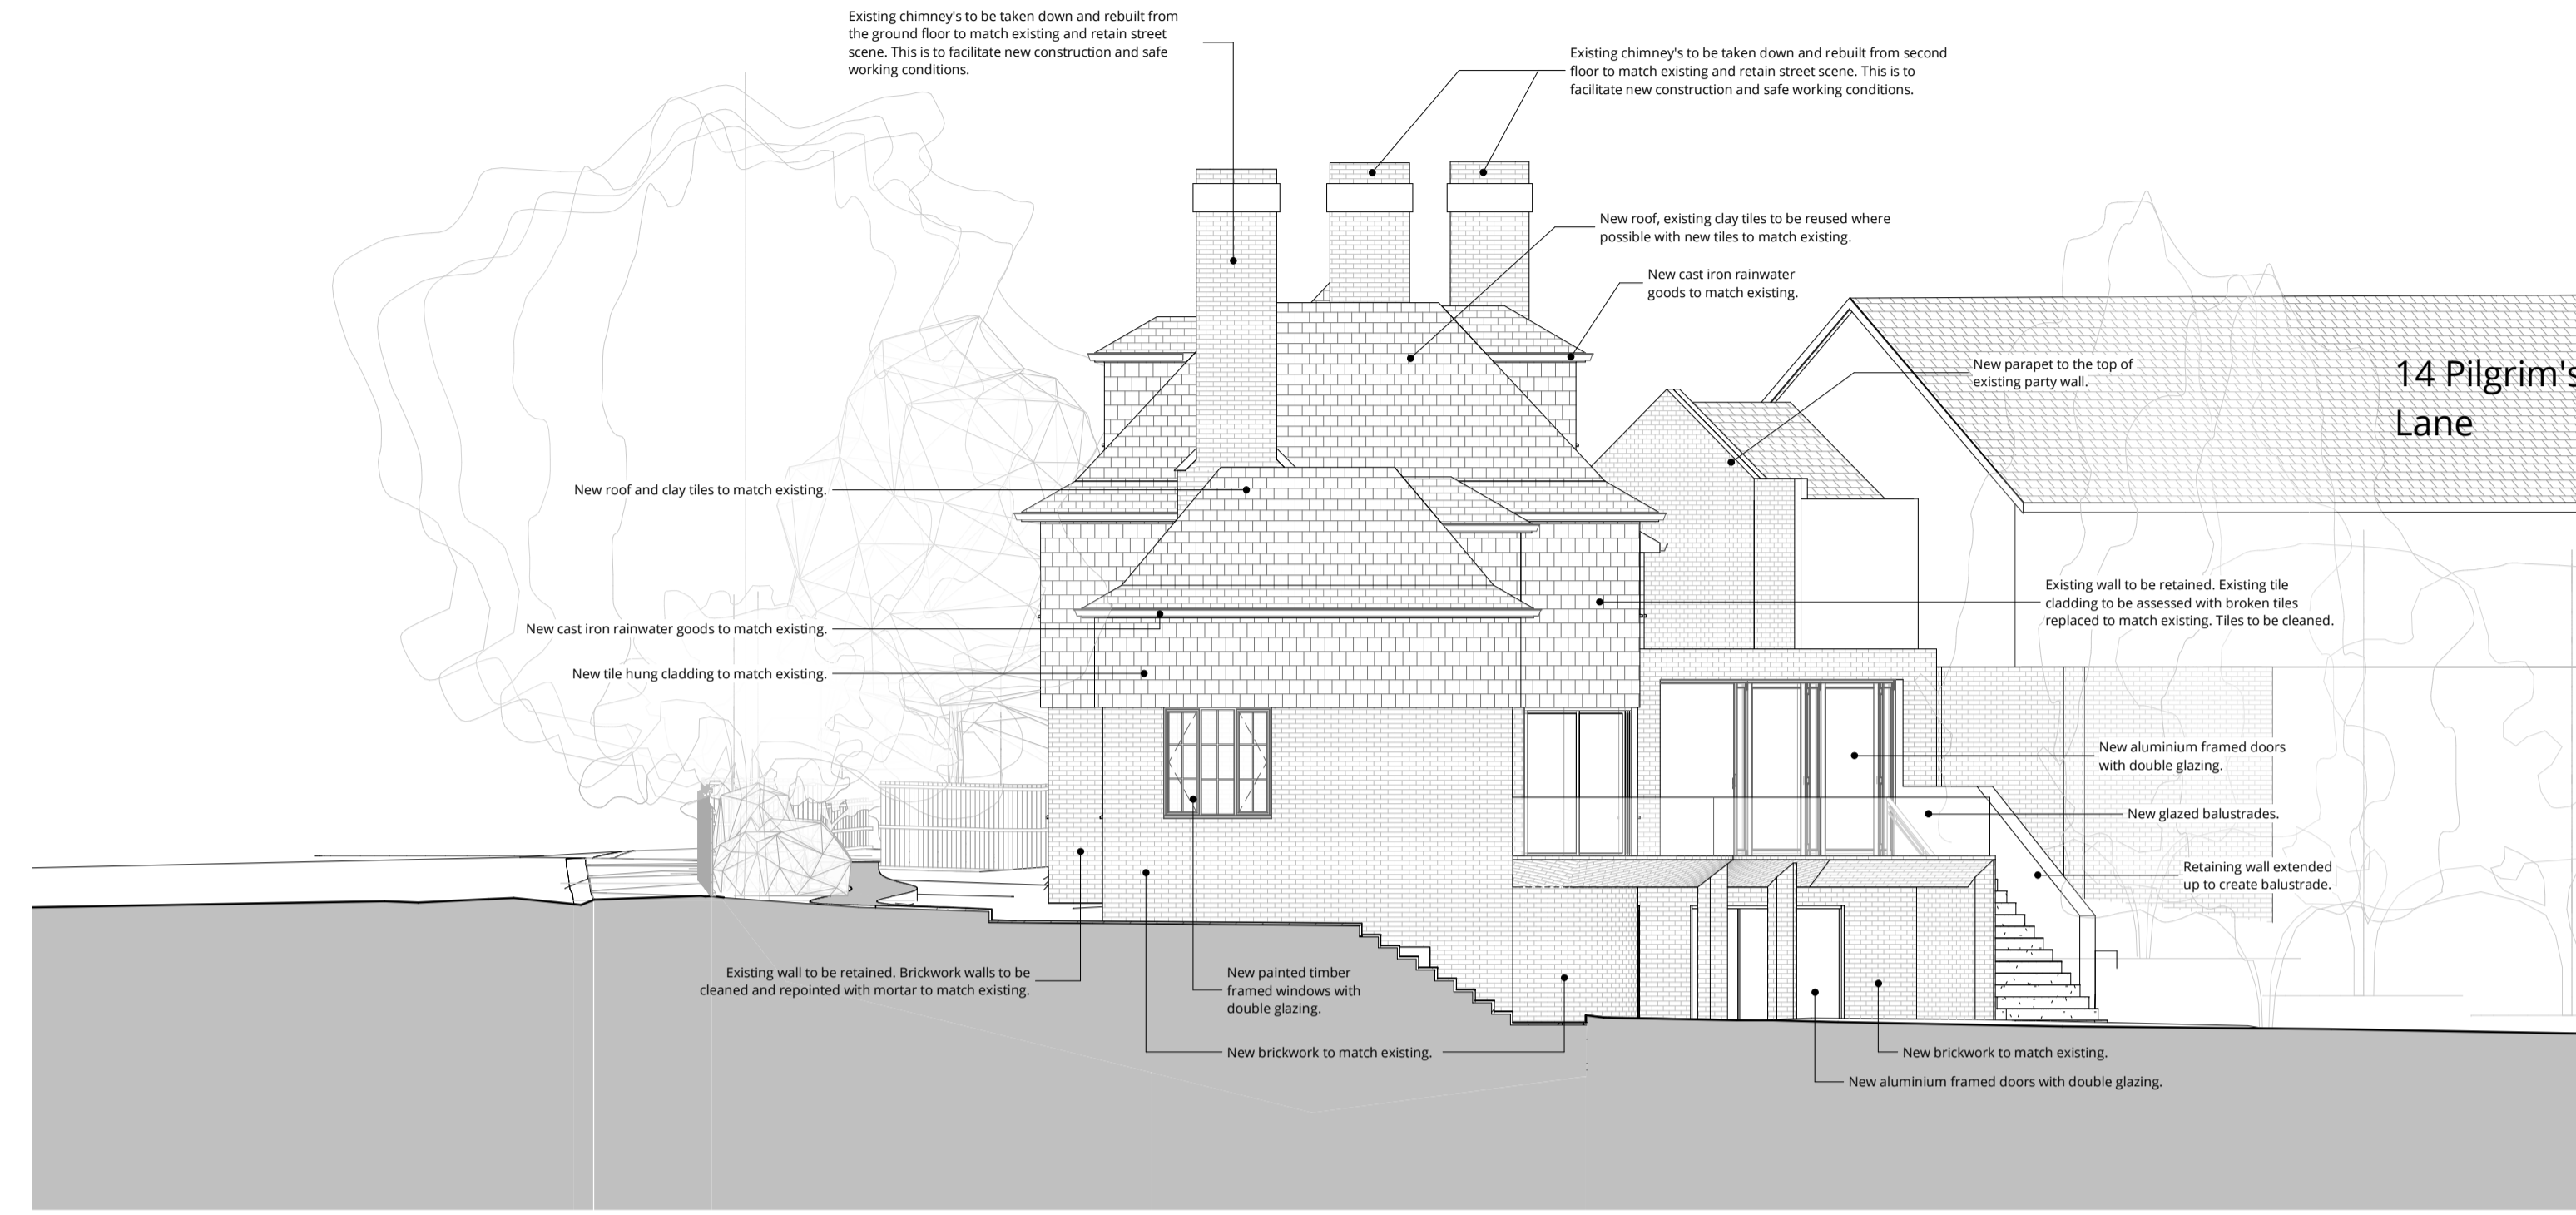 Existing chimney's to be taken down and rebuilt from
the ground floor to match existing and retain street
scene. This is to facilitate new construction and safe
working conditions.
Existing chimney's to be taken down and rebuilt from second
floor to match existing and retain street scene. This is to
facilitate new construction and safe working conditions.
New roof, existing clay tiles to be reused where
possible with new tiles to match existing.
New cast iron rainwater
goods to match existing.
New parapet to the top of
existing party wall.
14 Pilgrim's
Lane
New roof and clay tiles to match existing.
Existing wall to be retained. Existing tile
cladding to be assessed with broken tiles
replaced to match existing. Tiles to be cleaned.
New cast iron rainwater goods to match existing.
New tile hung cladding to match existing.
New aluminium framed doors
with double glazing.
New glazed balustrades.
Retaining wall extended
up to create balustrade.
Existing wall to be retained. Brickwork walls to be
cleaned and repointed with mortar to match existing.
New painted timber
framed windows with
double glazing.
New brickwork to match existing.
New brickwork to match existing.
New aluminium framed doors with double glazing.